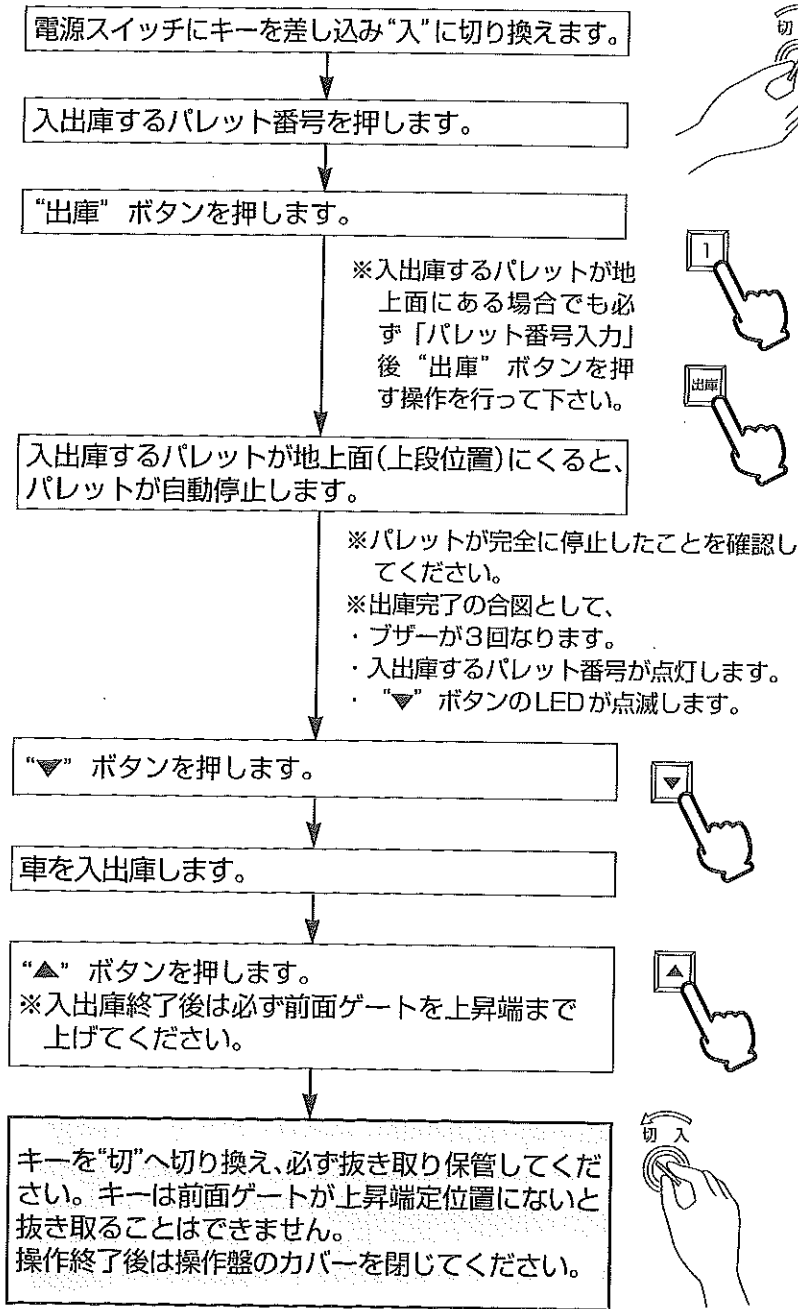 電源スイッチにキーを差し込み“入”に切り換えます。
切
入出庫するパレット番号を押します。
“出庫” ボタンを押します。
1
※入出庫するパレットが地
上面にある場合でも必
ず「パレット番号入力」
後 “出庫” ボタンを押
す操作を行って下さい。
出庫
入出庫するパレットが地上面(上段位置)にくると、
パレットが自動停止します。
※パレットが完全に停止したことを確認し
てください。
※出庫完了の合図として、
・ブザーが3回なります。
・入出庫するパレット番号が点灯します。
・ “▼” ボタンのLEDが点滅します。
“▼” ボタンを押します。
▼
車を入出庫します。
“▲” ボタンを押します。
※入出庫終了後は必ず前面ゲートを上昇端まで
上げてください。
▲
切 入
キーを“切”へ切り換え、必ず抜き取り保管してくだ
さい。キーは前面ゲートが上昇端定位置にないと
抜き取ることはできません。
操作終了後は操作盤のカバーを閉じてください。